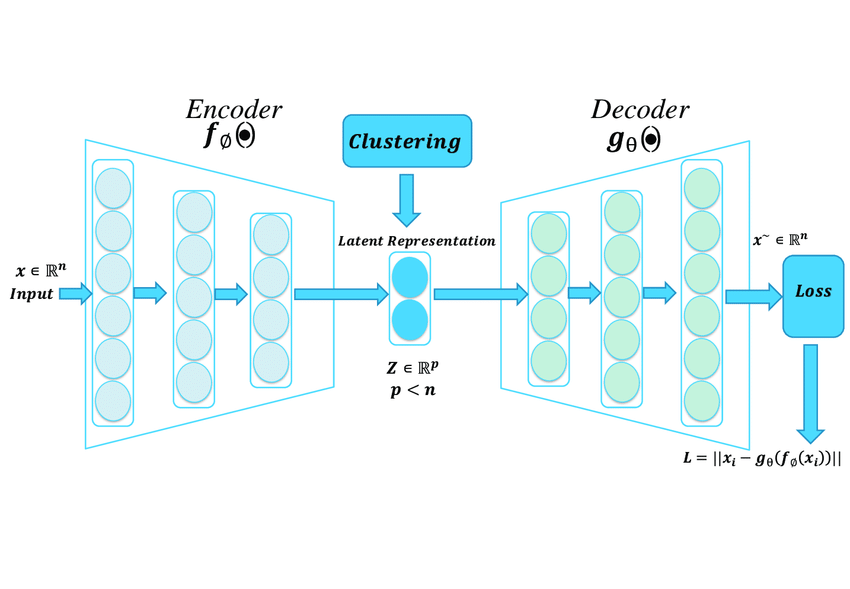 Encoder
f∅(●)
Clustering
Decoder
gθ(●)
Latent Representation
x ∈ ℝⁿ
Input
x~ ∈ ℝⁿ
Loss
Z ∈ ℝᵖ
p < n
L = ||xᵢ − gθ(f∅(xᵢ))||